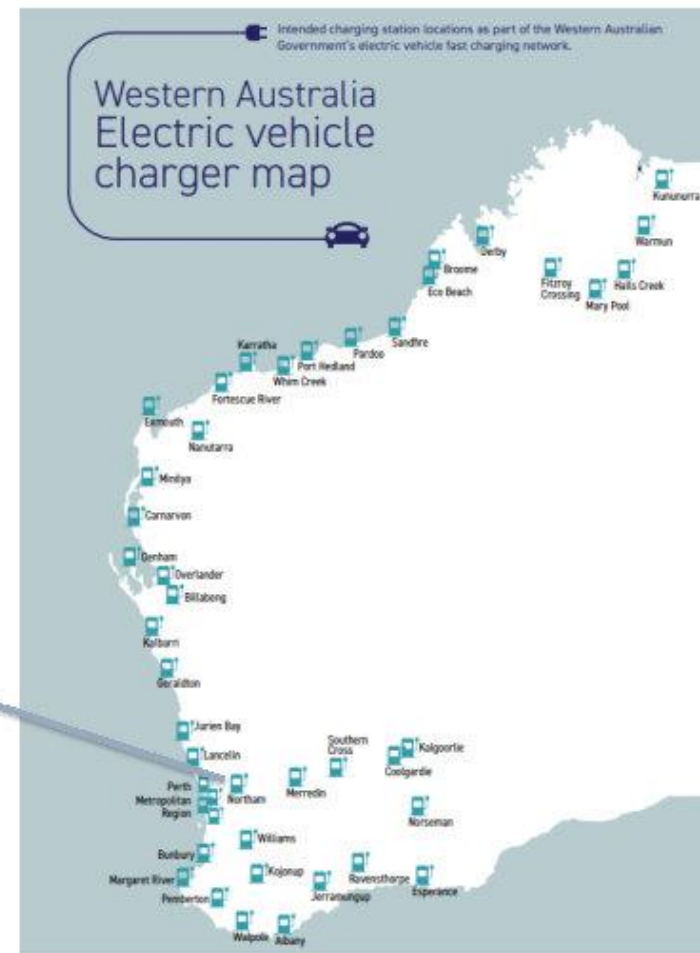 Intended charging station locations as part of the Western Australian
Government's electric vehicle fast charging network.
Western Australia
Electric vehicle
charger map
Kununurra
Warmun
Derby
Broome
Eco Beach
Fitzroy
Crossing
Halls Creek
Mary Pool
Sandfire
Pardoo
Karratha
Port Hedland
Whim Creek
Fortescue River
Exmouth
Nanutarra
Minilya
Carnarvon
Denham
Overlander
Billabong
Kalbarri
Geraldton
Jurien Bay
Lancelin
Southern
Cross
Kalgoorlie
Coolgardie
Perth
Metropolitan
Region
Northam
Merredin
Norseman
Williams
Bunbury
Margaret River
Kojonup
Ravensthorpe
Esperance
Pemberton
Jerramungup
Walpole
Albany